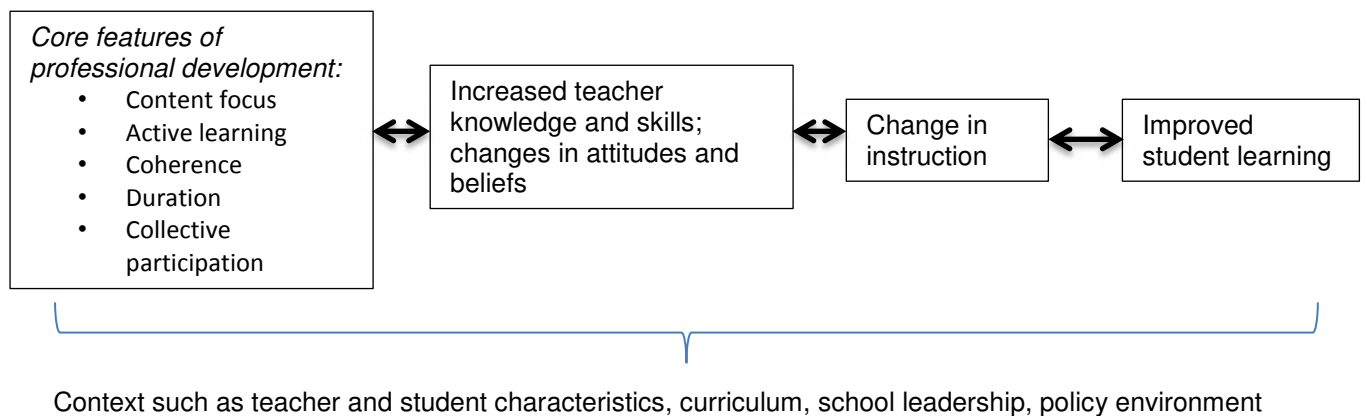 Core features of
professional development:
• Content focus
• Active learning
• Coherence
• Duration
• Collective
participation
Increased teacher
knowledge and skills;
changes in attitudes and
beliefs
Change in
instruction
Improved
student learning
Context such as teacher and student characteristics, curriculum, school leadership, policy environment